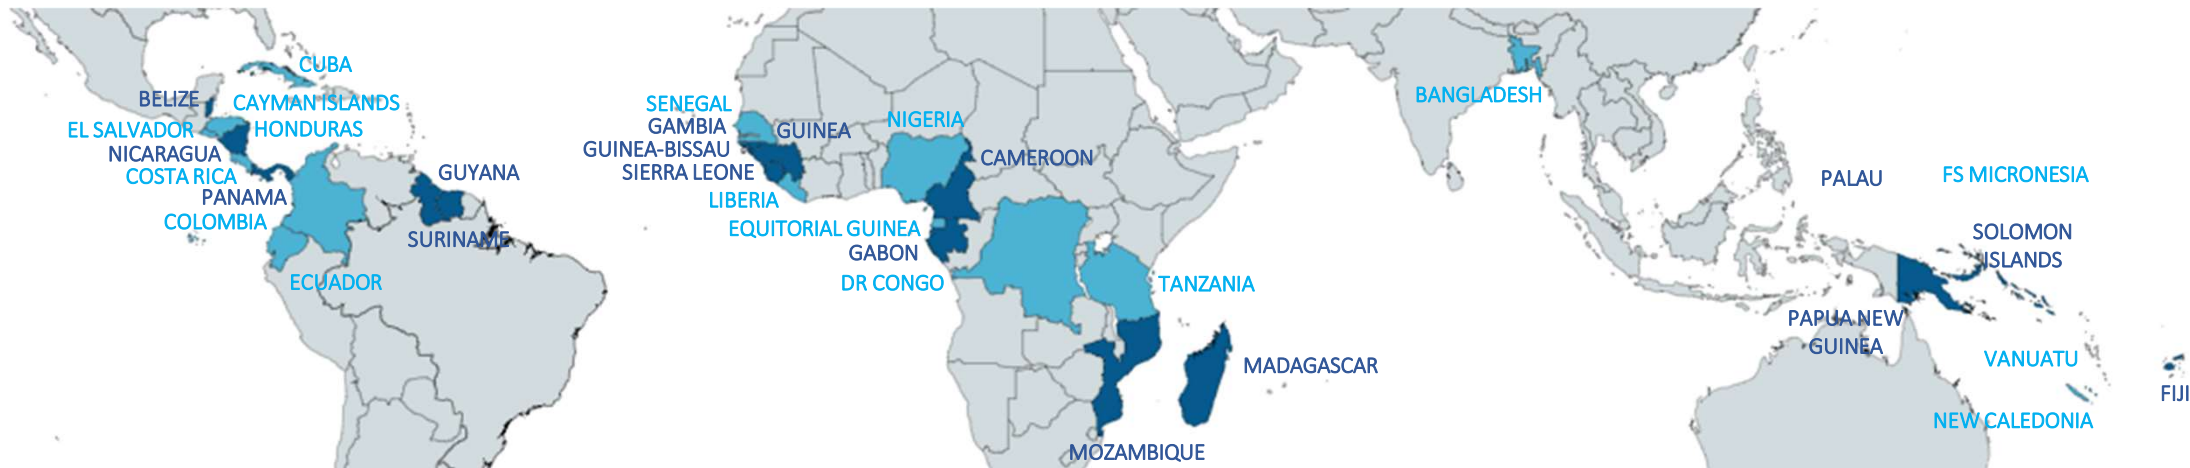 CUBA
BELIZE
CAYMAN ISLANDS
EL SALVADOR
HONDURAS
NICARAGUA
COSTA RICA
PANAMA
COLOMBIA
GUYANA
SURINAME
ECUADOR
SENEGAL
GAMBIA
GUINEA
GUINEA-BISSAU
SIERRA LEONE
LIBERIA
NIGERIA
CAMEROON
EQUITORIAL GUINEA
GABON
DR CONGO
TANZANIA
MADAGASCAR
MOZAMBIQUE
BANGLADESH
PALAU
FS MICRONESIA
SOLOMON
ISLANDS
PAPUA NEW
GUINEA
VANUATU
FIJI
NEW CALEDONIA